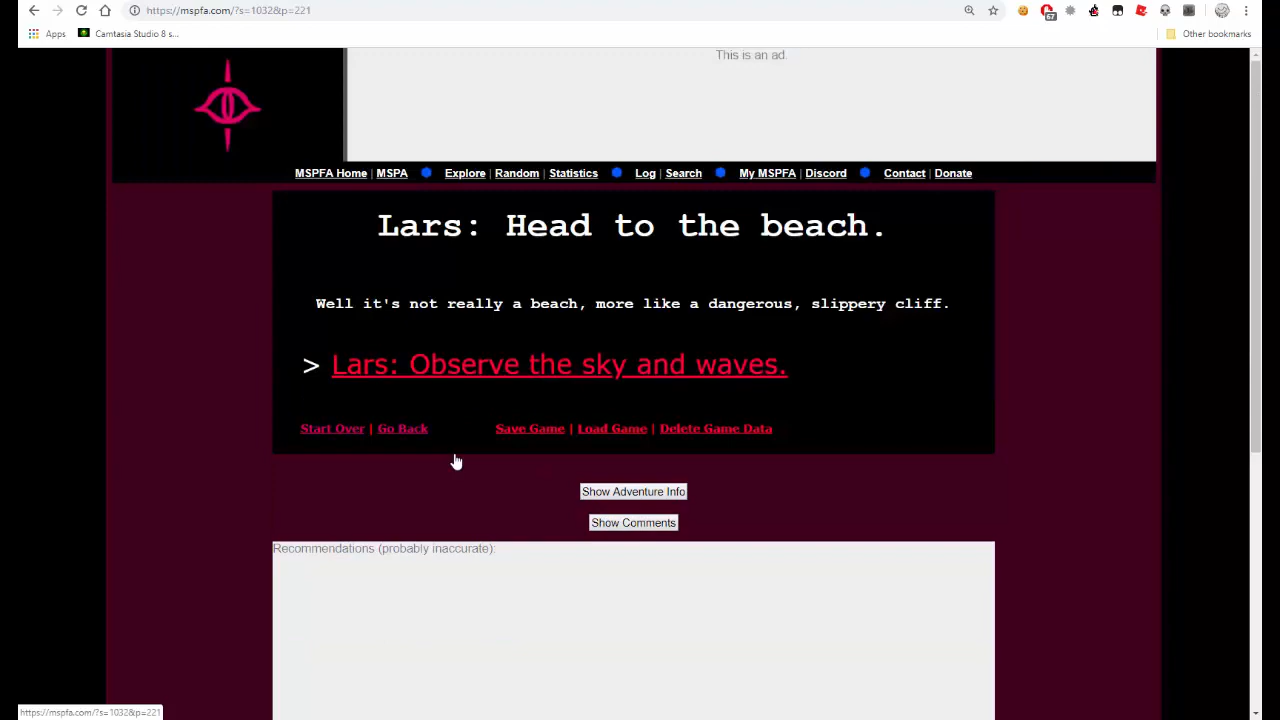 https://mspfa.com/?s=1032&p=221
67
Apps
Camtasia Studio 8 s...
Other bookmarks
This is an ad.
MSPFA Home | MSPA Explore | Random | Statistics Log | Search My MSPFA | Discord Contact | Donate
Lars: Head to the beach.
Well it's not really a beach, more like a dangerous, slippery cliff.
> Lars: Observe the sky and waves.
Start Over | Go Back Save Game | Load Game | Delete Game Data
Show Adventure Info
Show Comments
Recommendations (probably inaccurate):
https://mspfa.com/?s=1032&p=221